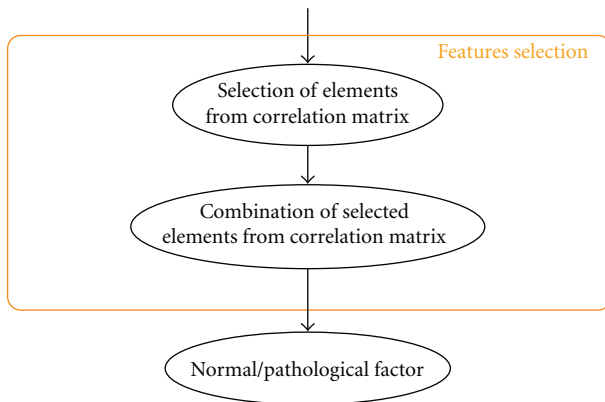 Features selection
Selection of elements
from correlation matrix
Combination of selected
elements from correlation matrix
Normal/pathological factor